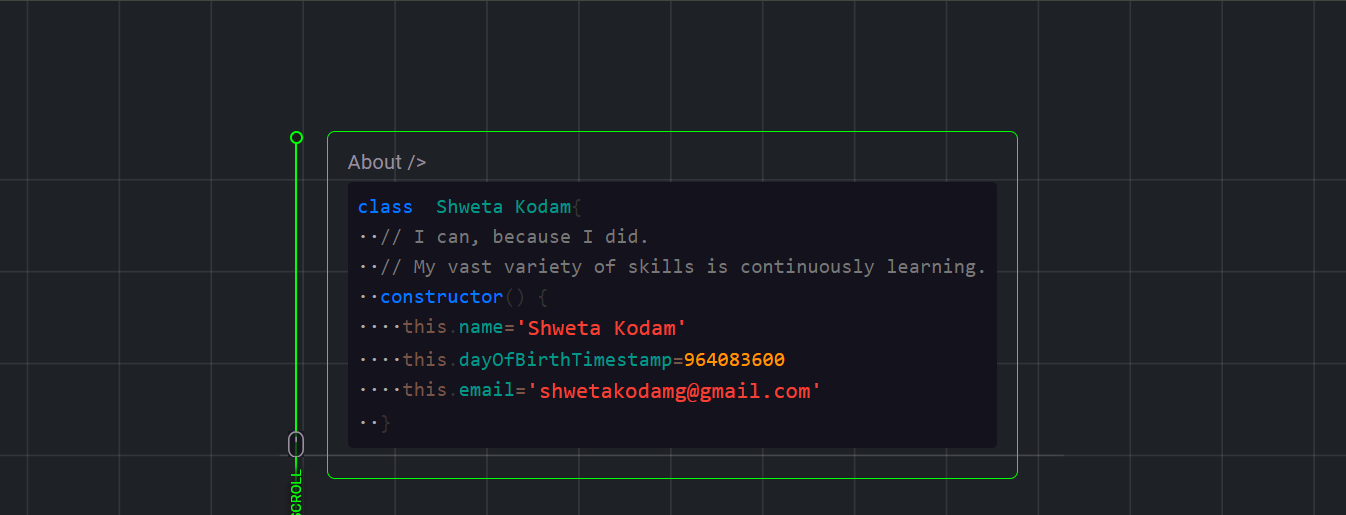 About />
class  Shweta Kodam{
··// I can, because I did.
··// My vast variety of skills is continuously learning.
··constructor() {
····this.name='Shweta Kodam'
····this.dayOfBirthTimestamp=964083600
····this.email='shwetakodamg@gmail.com'
··}
SCROLL